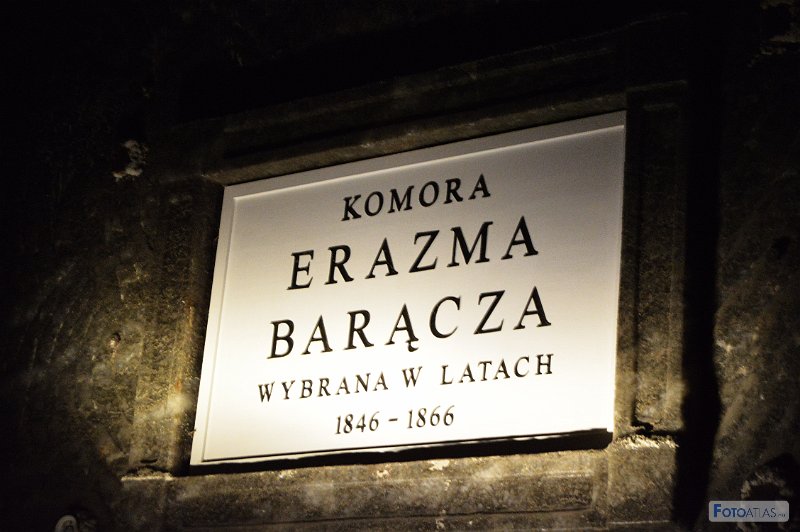 KOMORA
ERAZMA
BARĄCZA
WYBRANA W LATACH
1846 - 1866
FOTOATLAS